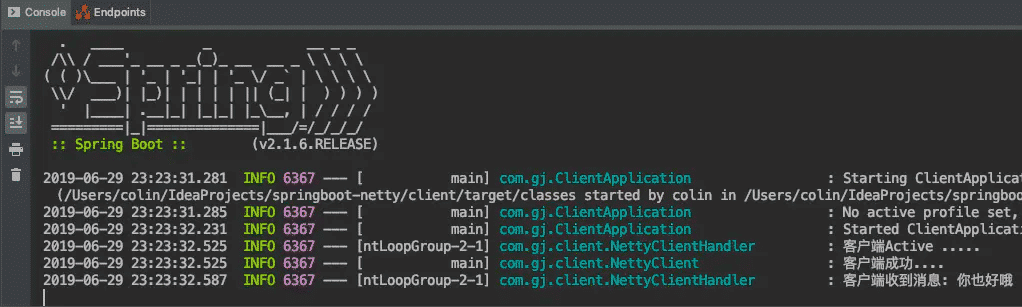 Console Endpoints
  .   ____          _            __ _ _
 /\\ / ___'_ __ _ _(_)_ __  __ _ \ \ \ \
( ( )\___ | '_ | '_| | '_ \/ _` | \ \ \ \
 \\/  ___)| |_)| | | | | || (_| |  ) ) ) )
  '  |____| .__|_| |_|_| |_\__, | / / / /
 =========|_|==============|___/=/_/_/_/
 :: Spring Boot ::        (v2.1.6.RELEASE)
2019-06-29 23:23:31.281  INFO 6367 --- [           main] com.gj.ClientApplication                 : Starting ClientApplica
 (/Users/colin/IdeaProjects/springboot-netty/client/target/classes started by colin in /Users/colin/IdeaProjects/springboo
2019-06-29 23:23:31.285  INFO 6367 --- [           main] com.gj.ClientApplication                 : No active profile set,
2019-06-29 23:23:32.231  INFO 6367 --- [           main] com.gj.ClientApplication                 : Started ClientApplicat
2019-06-29 23:23:32.525  INFO 6367 --- [ntLoopGroup-2-1] com.gj.client.NettyClientHandler         : 客户端Active .....
2019-06-29 23:23:32.525  INFO 6367 --- [           main] com.gj.client.NettyClient                : 客户端成功....
2019-06-29 23:23:32.587  INFO 6367 --- [ntLoopGroup-2-1] com.gj.client.NettyClientHandler         : 客户端收到消息: 你也好哦